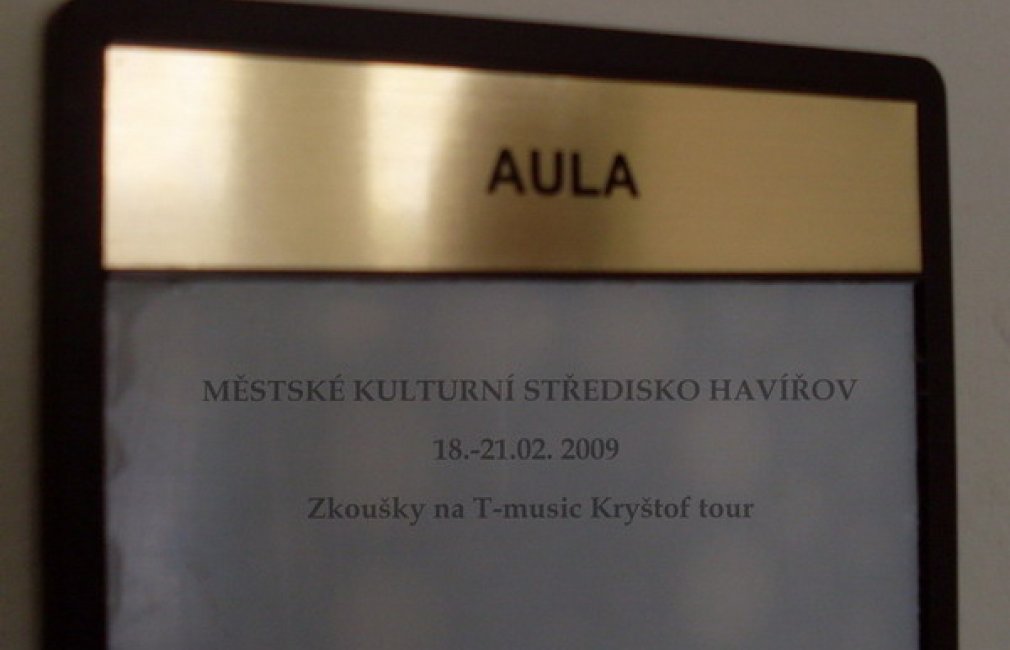 AULA
MĚSTSKÉ KULTURNÍ STŘEDISKO HAVÍŘOV
18.-21.02. 2009
Zkoušky na T-music Kryštof tour